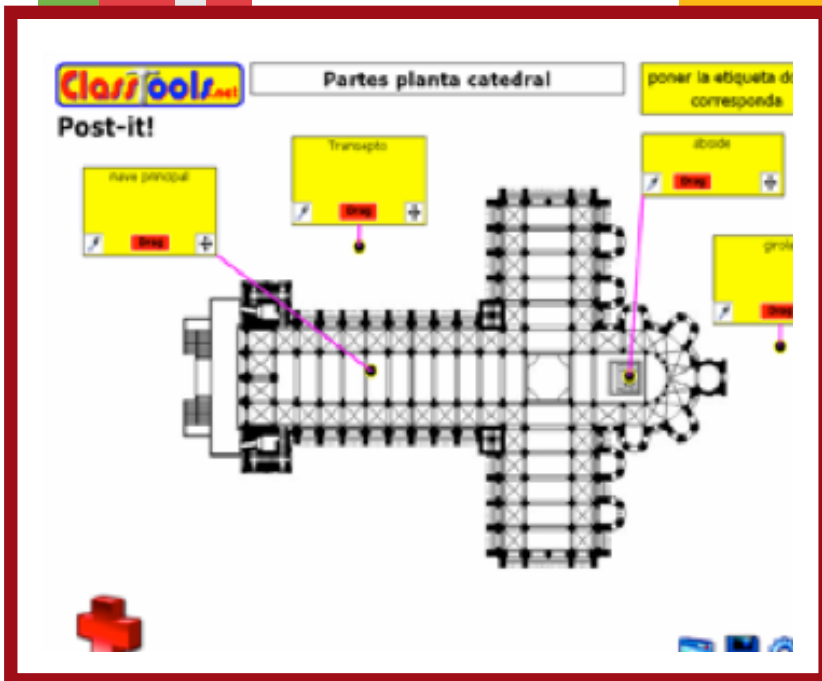 ClassTools.net
Partes planta catedral
poner la etiqueta do
corresponda
Post-it!
nave principal
Drag
Transepto
Drag
abside
Drag
girola
Drag